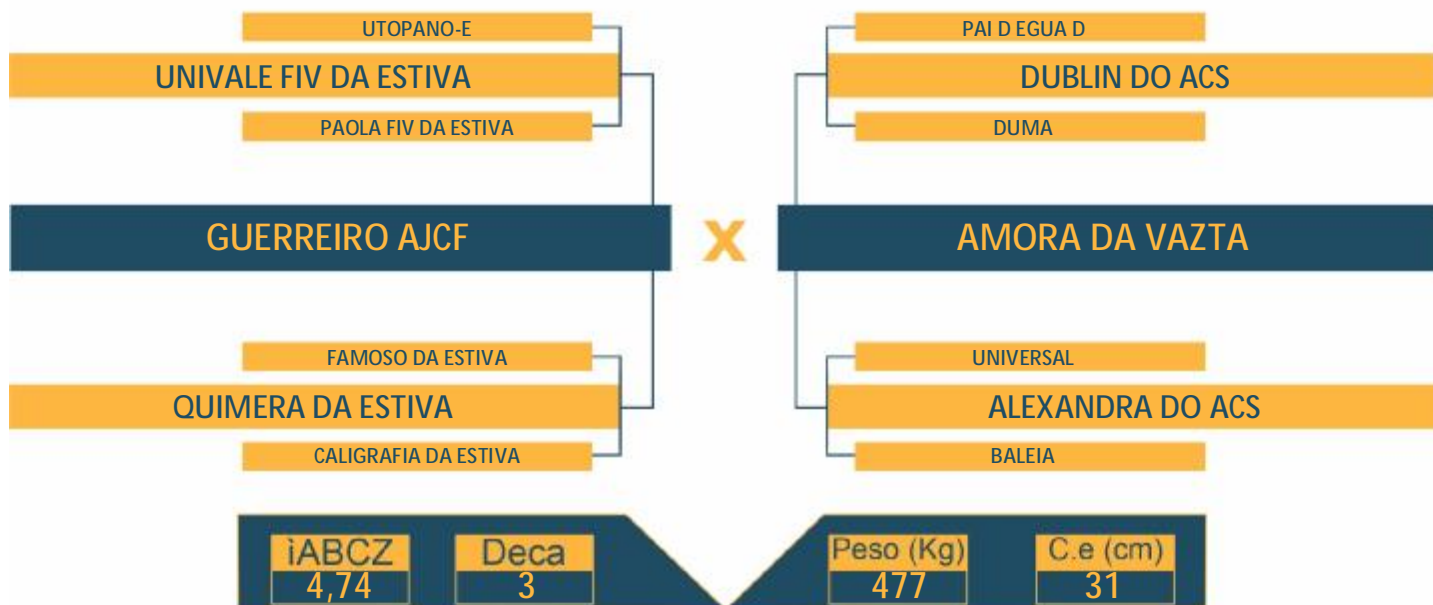 UTOPANO-E PAI D EGUA D
UNIVALE FIV DA ESTIVA DUBLIN DO ACS
PAOLA FIV DA ESTIVA DUMA
GUERREIRO AJCF X AMORA DA VAZTA
FAMOSO DA ESTIVA UNIVERSAL
QUIMERA DA ESTIVA ALEXANDRA DO ACS
CALIGRAFIA DA ESTIVA BALEIA
iABCZ Deca Peso (Kg) C.e (cm)
4,74 3 477 31